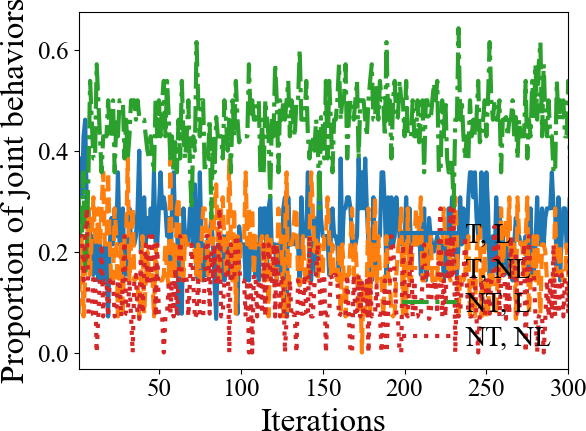 Proportion of joint behaviors
0.6
0.4
0.2
0.0
T, L
T, NL
NT, L
NT, NL
50
100
150
200
250
300
Iterations